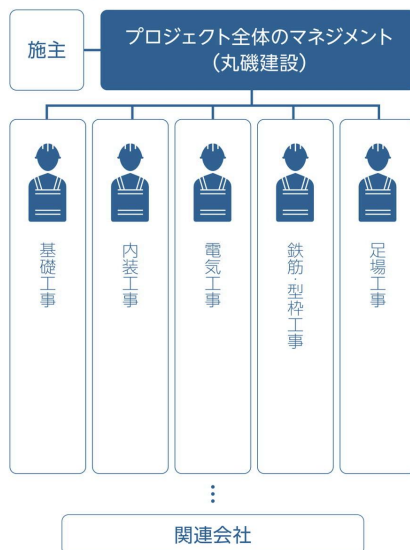 施主
プロジェクト全体のマネジメント
（丸磯建設）
基礎工事
内装工事
電気工事
鉄筋・型枠工事
足場工事
関連会社